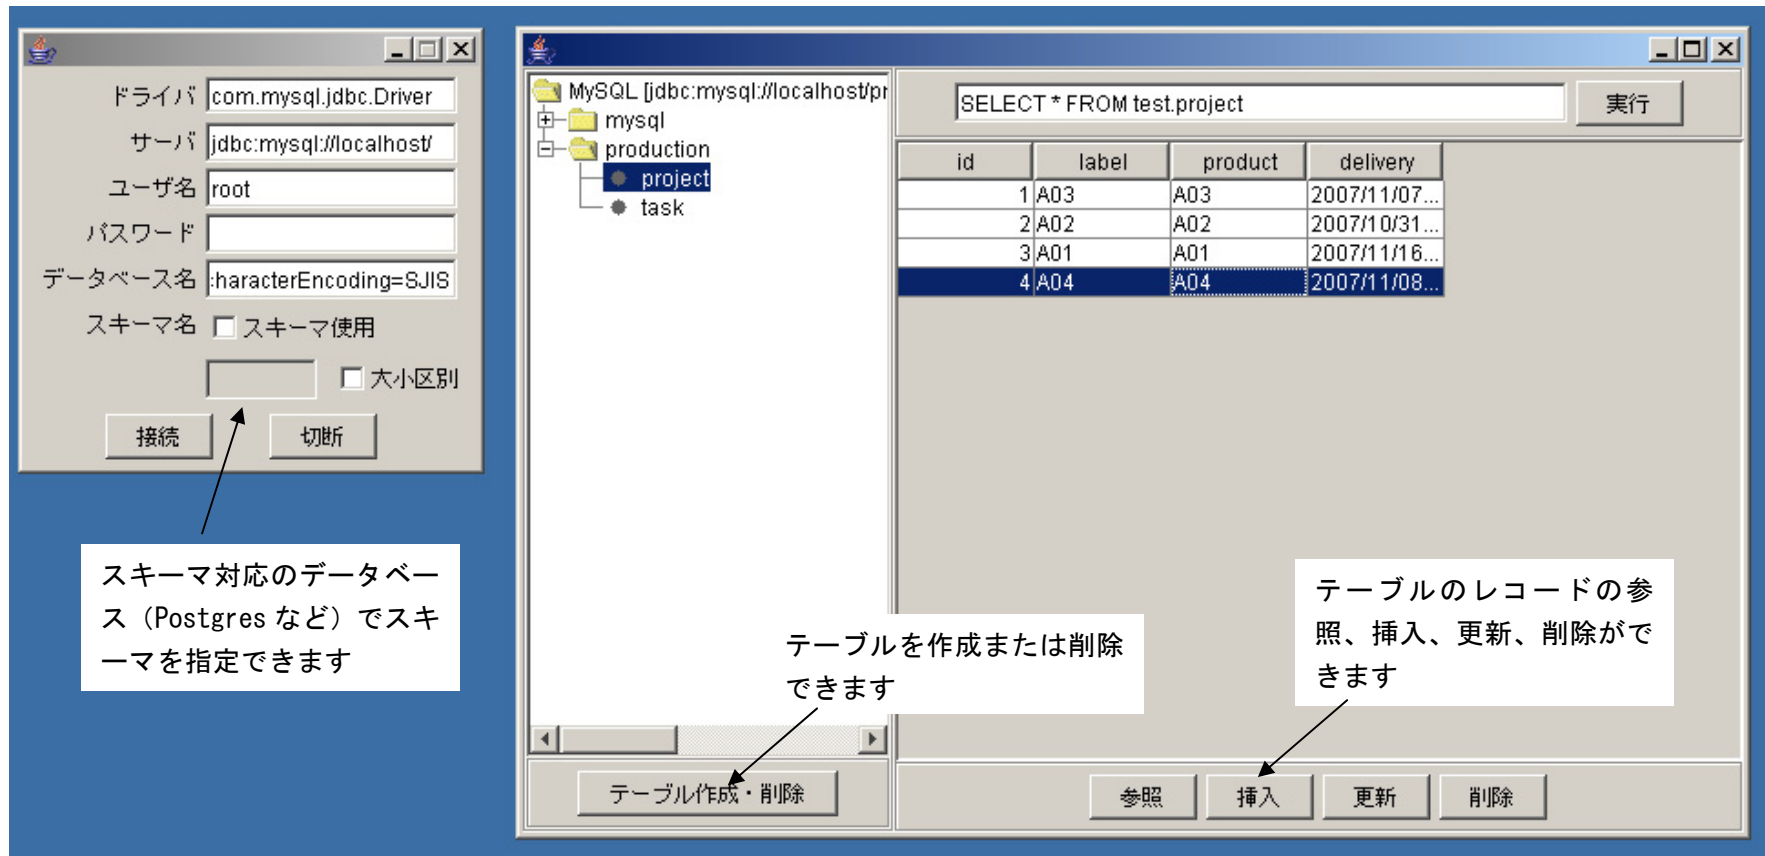 ドライバ com.mysql.jdbc.Driver
サーバ jdbc:mysql://localhost/
ユーザ名 root
パスワード
データベース名 :haracterEncoding=SJIS
スキーマ名 スキーマ使用
大小区別
接続 切断
スキーマ対応のデータベー
ス（Postgres など）でスキ
ーマを指定できます
MySQL [jdbc:mysql://localhost/pr
mysql
production
project
task
テーブル作成・削除
SELECT * FROM test.project 実行
id label product delivery
1 A03 A03 2007/11/07...
2 A02 A02 2007/10/31...
3 A01 A01 2007/11/16...
4 A04 A04 2007/11/08...
テーブルを作成または削除
できます
テーブルのレコードの参
照、挿入、更新、削除がで
きます
参照 挿入 更新 削除